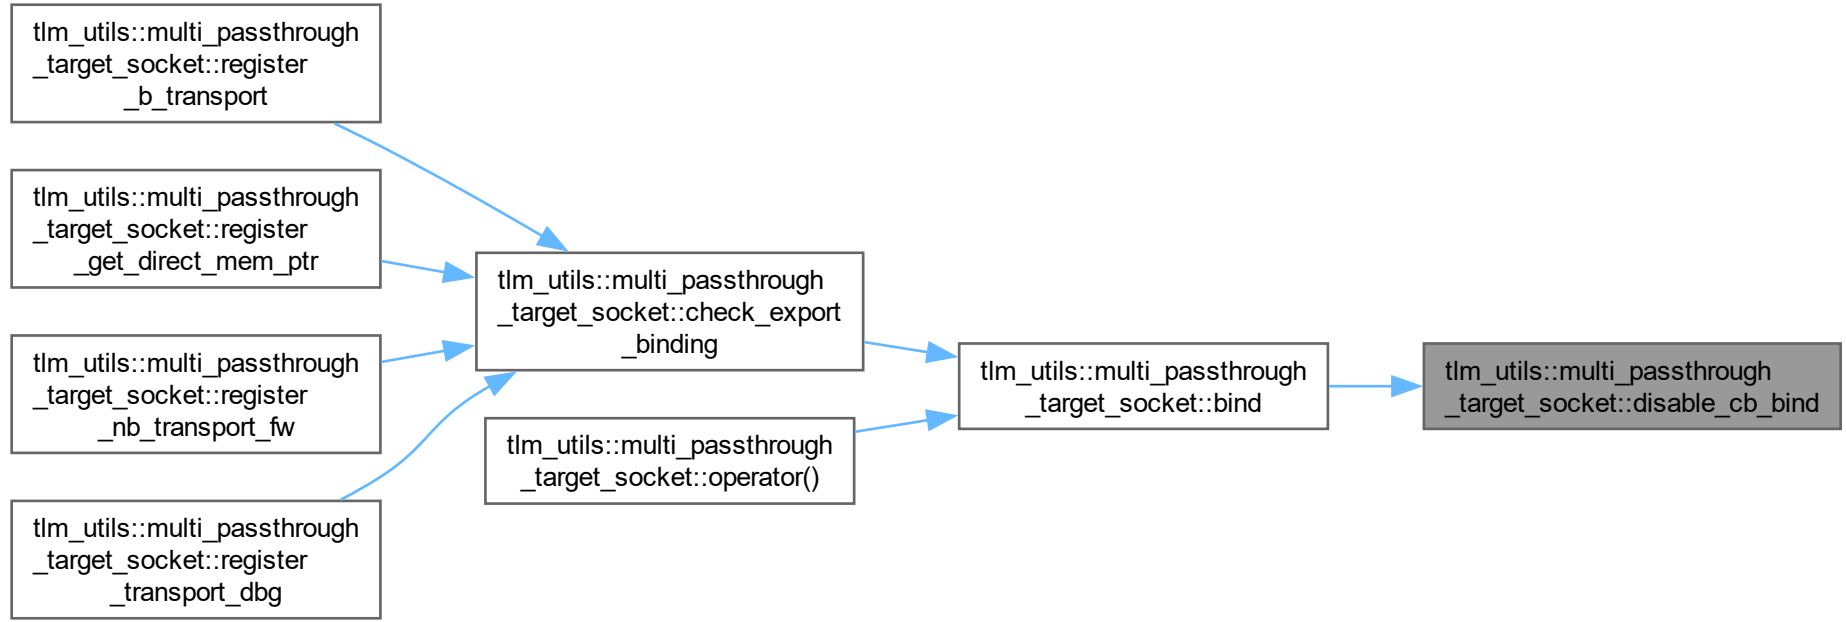 tlm_utils::multi_passthrough
_target_socket::register
_b_transport
tlm_utils::multi_passthrough
_target_socket::register
_get_direct_mem_ptr
tlm_utils::multi_passthrough
_target_socket::register
_nb_transport_fw
tlm_utils::multi_passthrough
_target_socket::register
_transport_dbg
tlm_utils::multi_passthrough
_target_socket::check_export
_binding
tlm_utils::multi_passthrough
_target_socket::operator()
tlm_utils::multi_passthrough
_target_socket::bind
tlm_utils::multi_passthrough
_target_socket::disable_cb_bind